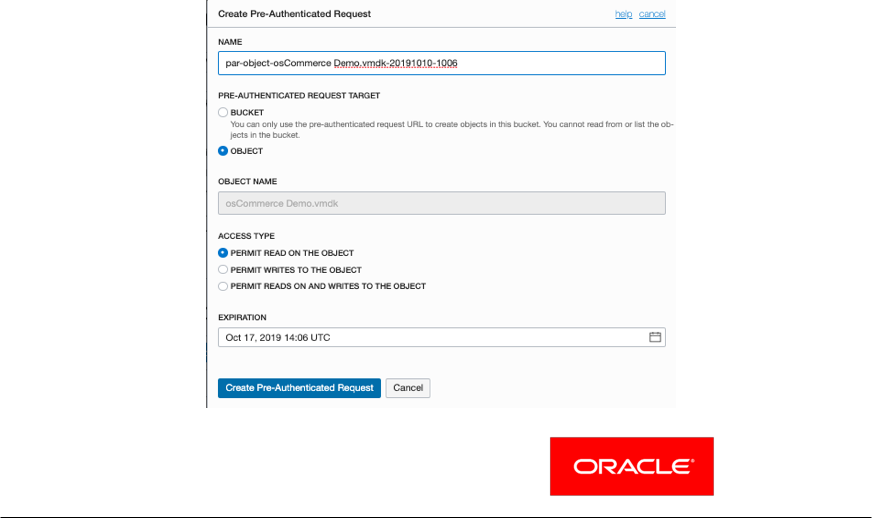 Create Pre-Authenticated Request
help cancel
NAME
par-object-osCommerce Demo.vmdk-20191010-1006
PRE-AUTHENTICATED REQUEST TARGET
BUCKET
You can only use the pre-authenticated request URL to create objects in this bucket. You cannot read from or list the ob-
jects in the bucket.
OBJECT
OBJECT NAME
osCommerce Demo.vmdk
ACCESS TYPE
PERMIT READ ON THE OBJECT
PERMIT WRITES TO THE OBJECT
PERMIT READS ON AND WRITES TO THE OBJECT
EXPIRATION
Oct 17, 2019 14:06 UTC
Create Pre-Authenticated Request Cancel
ORACLE®